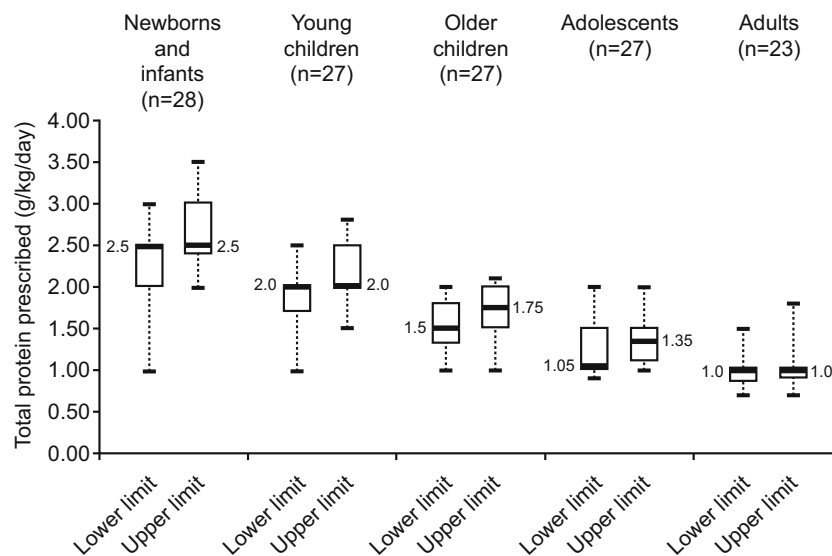 Newborns
and
infants
(n=28)
Young
children
(n=27)
Older
children
(n=27)
Adolescents
(n=27)
Adults
(n=23)
Total protein prescribed (g/kg/day)
4.00
3.50
3.00
2.50
2.00
1.50
1.00
0.50
0.00
2.5
2.5
2.0
2.0
1.5
1.75
1.05
1.35
1.0
1.0
Lower limit
Upper limit
Lower limit
Upper limit
Lower limit
Upper limit
Lower limit
Upper limit
Lower limit
Upper limit